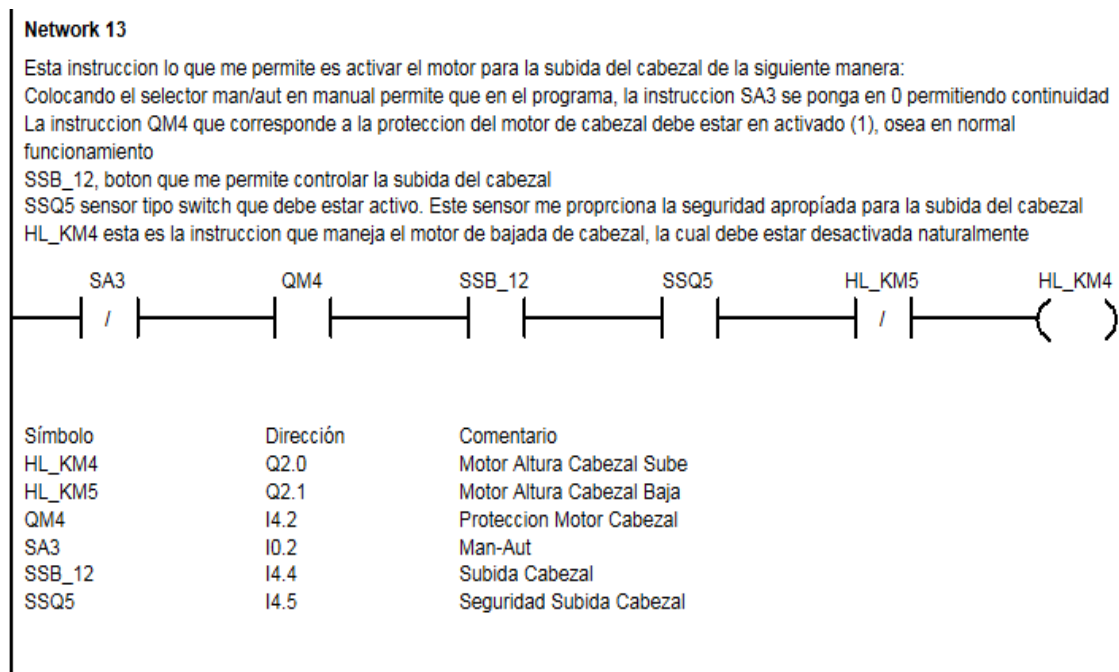 Network 13
Esta instruccion lo que me permite es activar el motor para la subida del cabezal de la siguiente manera:
Colocando el selector man/aut en manual permite que en el programa, la instruccion SA3 se ponga en 0 permitiendo continuidad
La instruccion QM4 que corresponde a la proteccion del motor de cabezal debe estar en activado (1), osea en normal
funcionamiento
SSB_12, boton que me permite controlar la subida del cabezal
SSQ5 sensor tipo switch que debe estar activo. Este sensor me proprciona la seguridad apropíada para la subida del cabezal
HL_KM4 esta es la instruccion que maneja el motor de bajada de cabezal, la cual debe estar desactivada naturalmente
SA3 QM4 SSB_12 SSQ5 HL_KM5 HL_KM4
/ /
Símbolo Dirección Comentario
HL_KM4 Q2.0 Motor Altura Cabezal Sube
HL_KM5 Q2.1 Motor Altura Cabezal Baja
QM4 I4.2 Proteccion Motor Cabezal
SA3 I0.2 Man-Aut
SSB_12 I4.4 Subida Cabezal
SSQ5 I4.5 Seguridad Subida Cabezal